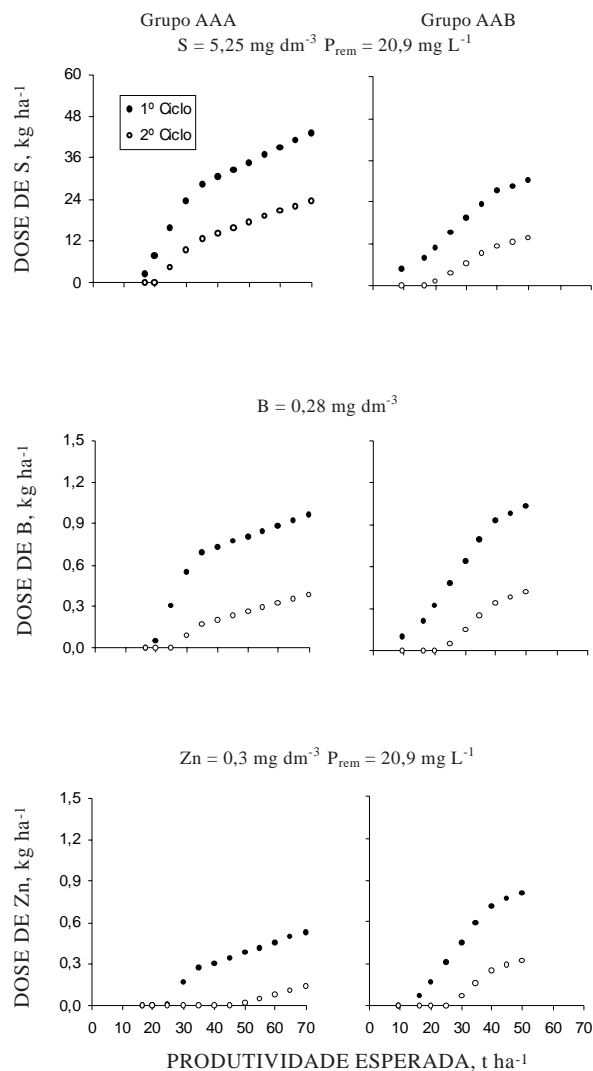 Grupo AAA Grupo AAB
S = 5,25 mg dm⁻³ Pᵣₑₘ = 20,9 mg L⁻¹
DOSE DE S, kg ha⁻¹
60
48
36
24
12
0
1º Ciclo
2º Ciclo
B = 0,28 mg dm⁻³
DOSE DE B, kg ha⁻¹
1,5
1,2
0,9
0,6
0,3
0,0
Zn = 0,3 mg dm⁻³ Pᵣₑₘ = 20,9 mg L⁻¹
DOSE DE Zn, kg ha⁻¹
1,5
1,2
0,9
0,6
0,3
0,0
0 10 20 30 40 50 60 70 0 10 20 30 40 50 60 70
PRODUTIVIDADE ESPERADA, t ha⁻¹